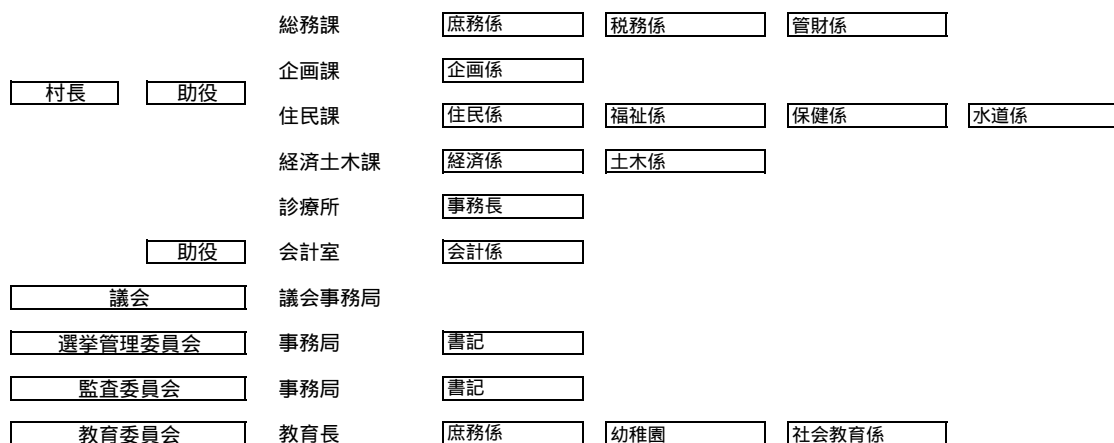 総務課 庶務係 税務係 管財係
企画課 企画係
村長 助役
住民課 住民係 福祉係 保健係 水道係
経済土木課 経済係 土木係
診療所 事務長
助役 会計室 会計係
議会 議会事務局
選挙管理委員会 事務局 書記
監査委員会 事務局 書記
教育委員会 教育長 庶務係 幼稚園 社会教育係